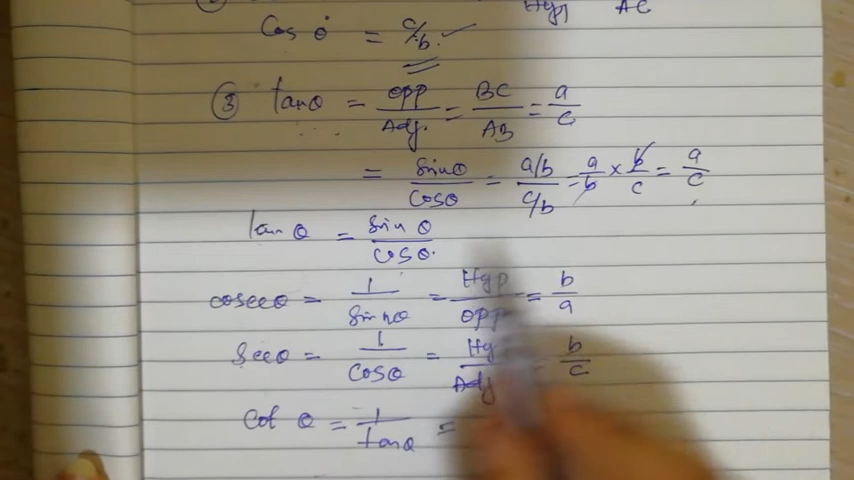 Hyp AC
Cos θ = c/b ✓
③ tanθ = opp/Adj. = BC/AB = a/c
= Sinθ/Cosθ = a/b/c/b = a/b × b/c = a/c
tan θ = Sin θ/cos θ.
cosecθ = 1/Sinθ = Hyp/opp = b/a
Secθ = 1/Cosθ = Hy/Adj = b/c
Cot θ = 1/tanθ =